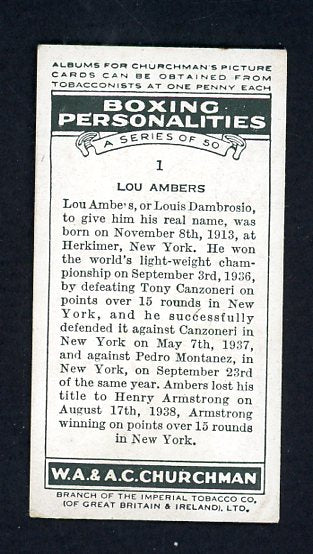 ALBUMS FOR CHURCHMAN'S PICTURE
CARDS CAN BE OBTAINED FROM
TOBACCONISTS AT ONE PENNY EACH
BOXING
PERSONALITIES
A SERIES OF 50
1
LOU AMBERS
Lou Ambers, or Louis Dambrosio,
to give him his real name, was
born on November 8th, 1913, at
Herkimer, New York. He won
the world's light-weight cham-
pionship on September 3rd, 1936,
by defeating Tony Canzoneri on
points over 15 rounds in New
York, and he successfully
defended it against Canzoneri in
New York on May 7th, 1937,
and against Pedro Montanez, in
New York, on September 23rd
of the same year. Ambers lost his
title to Henry Armstrong on
August 17th, 1938, Armstrong
winning on points over 15 rounds
in New York.
W.A. & A.C. CHURCHMAN
BRANCH OF THE IMPERIAL TOBACCO CO.
(OF GREAT BRITAIN & IRELAND), LTD.